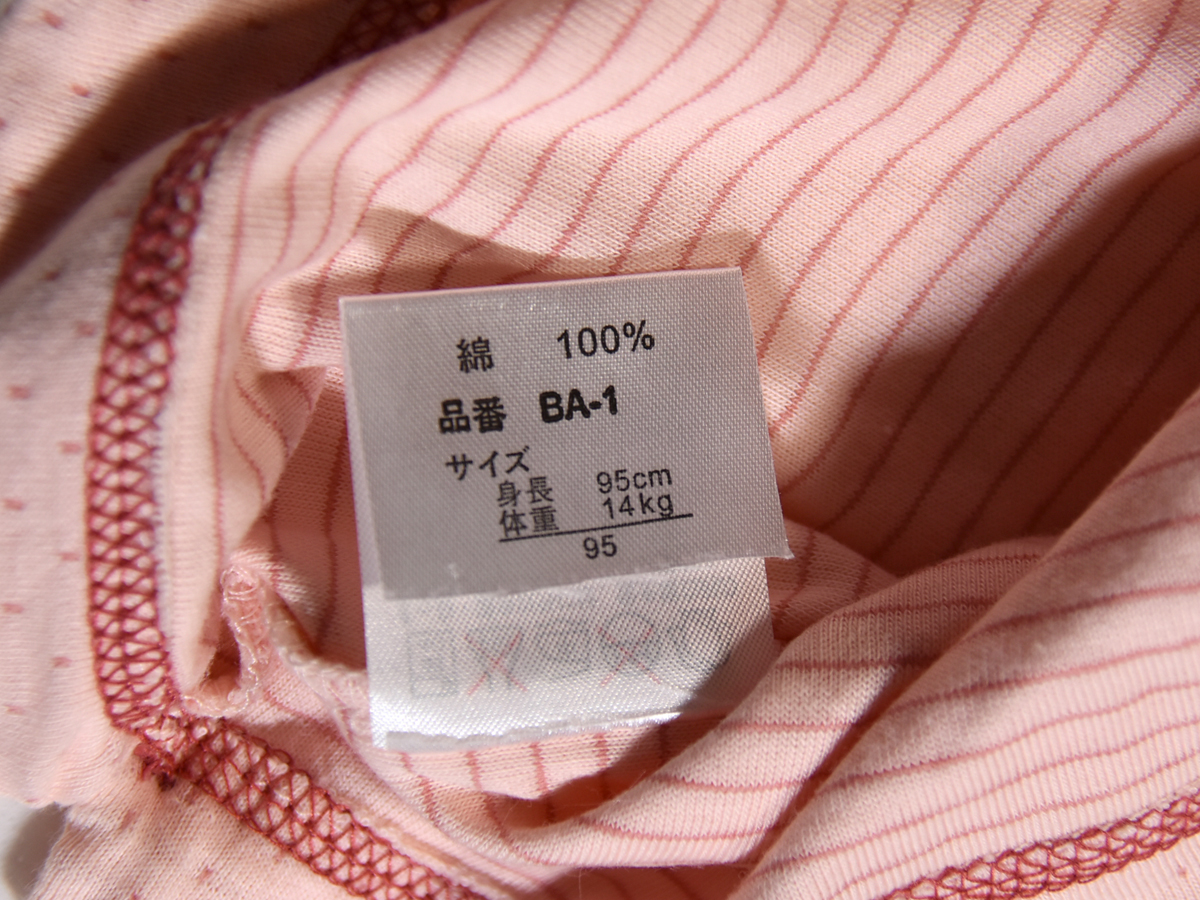 綿 100%
品番 BA-1
サイズ
身長 95cm
体重 14kg
95